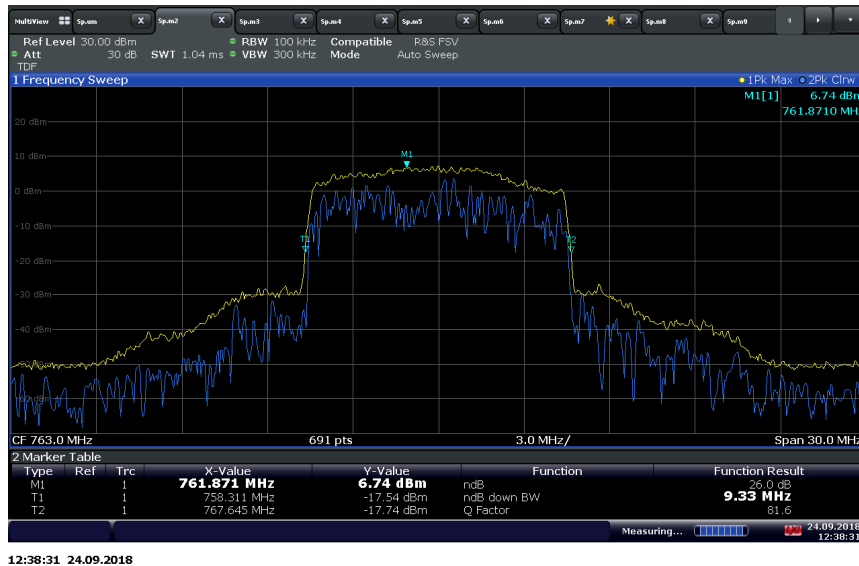 MultiView Sp.um X Sp.m2 X Sp.m3 X Sp.m4 X Sp.m5 X Sp.m6 X Sp.m7 X Sp.m8 X Sp.m9
Ref Level 30.00 dBm RBW 100 kHz Compatible R&S FSV
Att 30 dB SWT 1.04 ms VBW 300 kHz Mode Auto Sweep
TDF
1 Frequency Sweep 1Pk Max 2Pk Clrw
M1[1] 6.74 dBm
761.8710 MH
20 dBm
10 dBm
M1
0 dBm
-10 dBm
T1 T2
-20 dBm
-30 dBm
-40 dBm
CF 763.0 MHz 691 pts 3.0 MHz/ Span 30.0 MHz
2 Marker Table
Type Ref Trc X-Value Y-Value Function Function Result
M1 1 761.871 MHz 6.74 dBm ndB 26.0 dB
T1 1 758.311 MHz -17.54 dBm ndB down BW 9.33 MHz
T2 1 767.645 MHz -17.74 dBm Q Factor 81.6
Measuring... 24.09.2018
12:38:31
12:38:31 24.09.2018